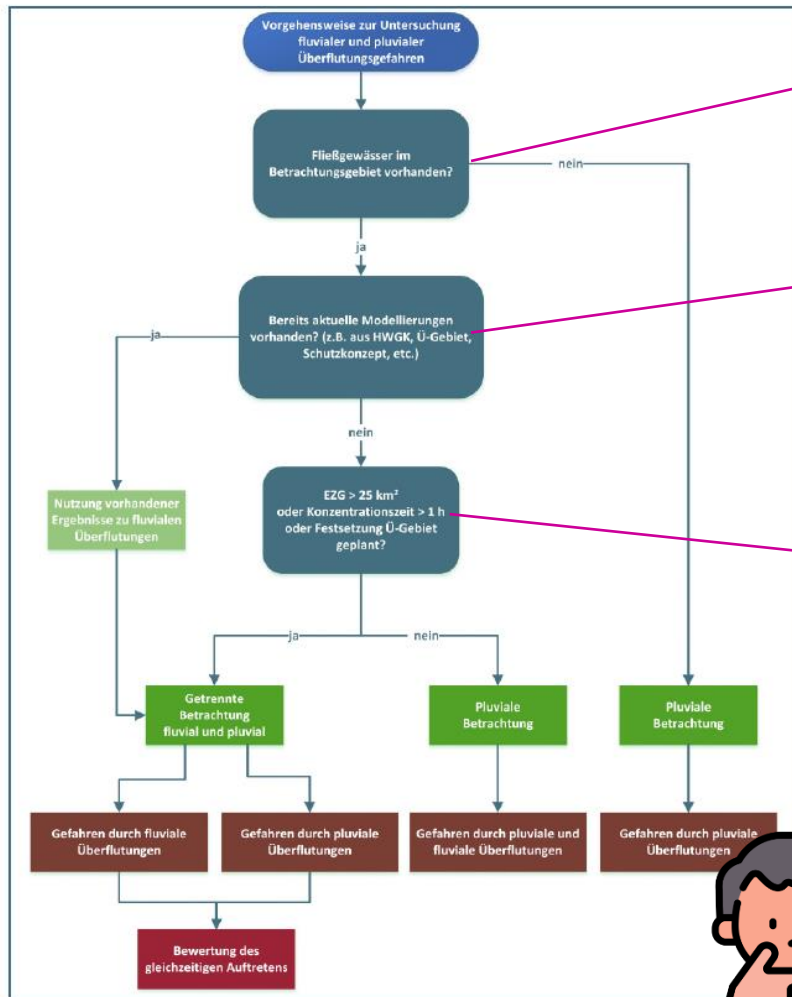 Vorgehensweise zur Untersuchung
fluvialer und pluvialer
Überflutungsgefahren
Fließgewässer im
Betrachtungsgebiet vorhanden?
nein
ja
Bereits aktuelle Modellierungen
vorhanden? (z.B. aus HWGK, Ü-Gebiet,
Schutzkonzept, etc.)
ja
nein
Nutzung vorhandener
Ergebnisse zu fluvialen
Überflutungen
EZG > 25 km²
oder Konzentrationszeit > 1 h
oder Festsetzung Ü-Gebiet
geplant?
ja
nein
Getrennte
Betrachtung
fluvial und pluvial
Pluviale
Betrachtung
Pluviale
Betrachtung
Gefahren durch fluviale
Überflutungen
Gefahren durch pluviale
Überflutungen
Gefahren durch pluviale und
fluviale Überflutungen
Gefahren durch pluviale
Überflutungen
Bewertung des
gleichzeitigen Auftretens